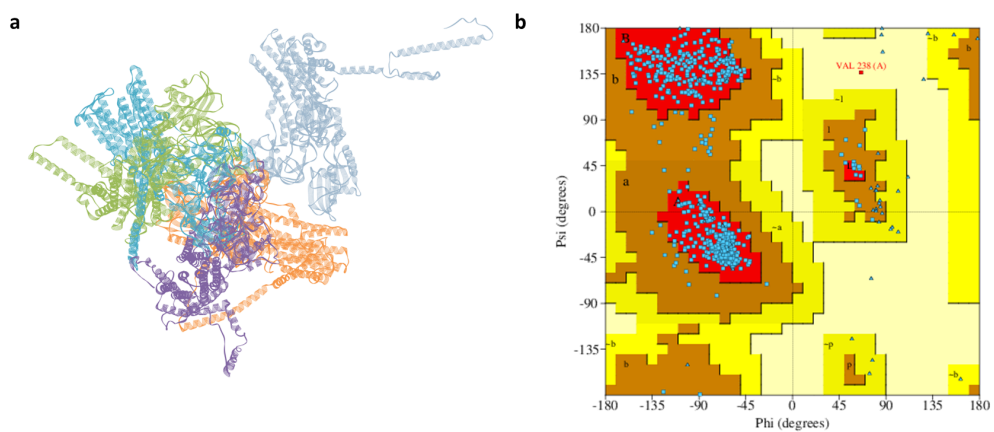 a
b
180
135
90
45
0
-45
-90
-135
-180
-135
-90
-45
0
45
90
135
180
Psi (degrees)
Phi (degrees)
B
b
~b
VAL 238 (A)
~b
b
~l
l
a
A
~a
~b
b
~p
p
~b